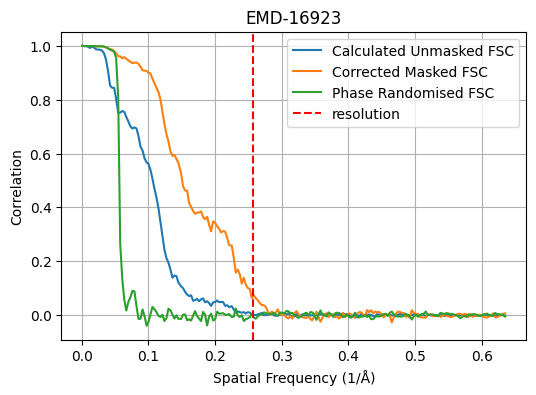 EMD-16923
Calculated Unmasked FSC
Corrected Masked FSC
Phase Randomised FSC
resolution
Correlation
1.0
0.8
0.6
0.4
0.2
0.0
0.0 0.1 0.2 0.3 0.4 0.5 0.6
Spatial Frequency (1/Å)